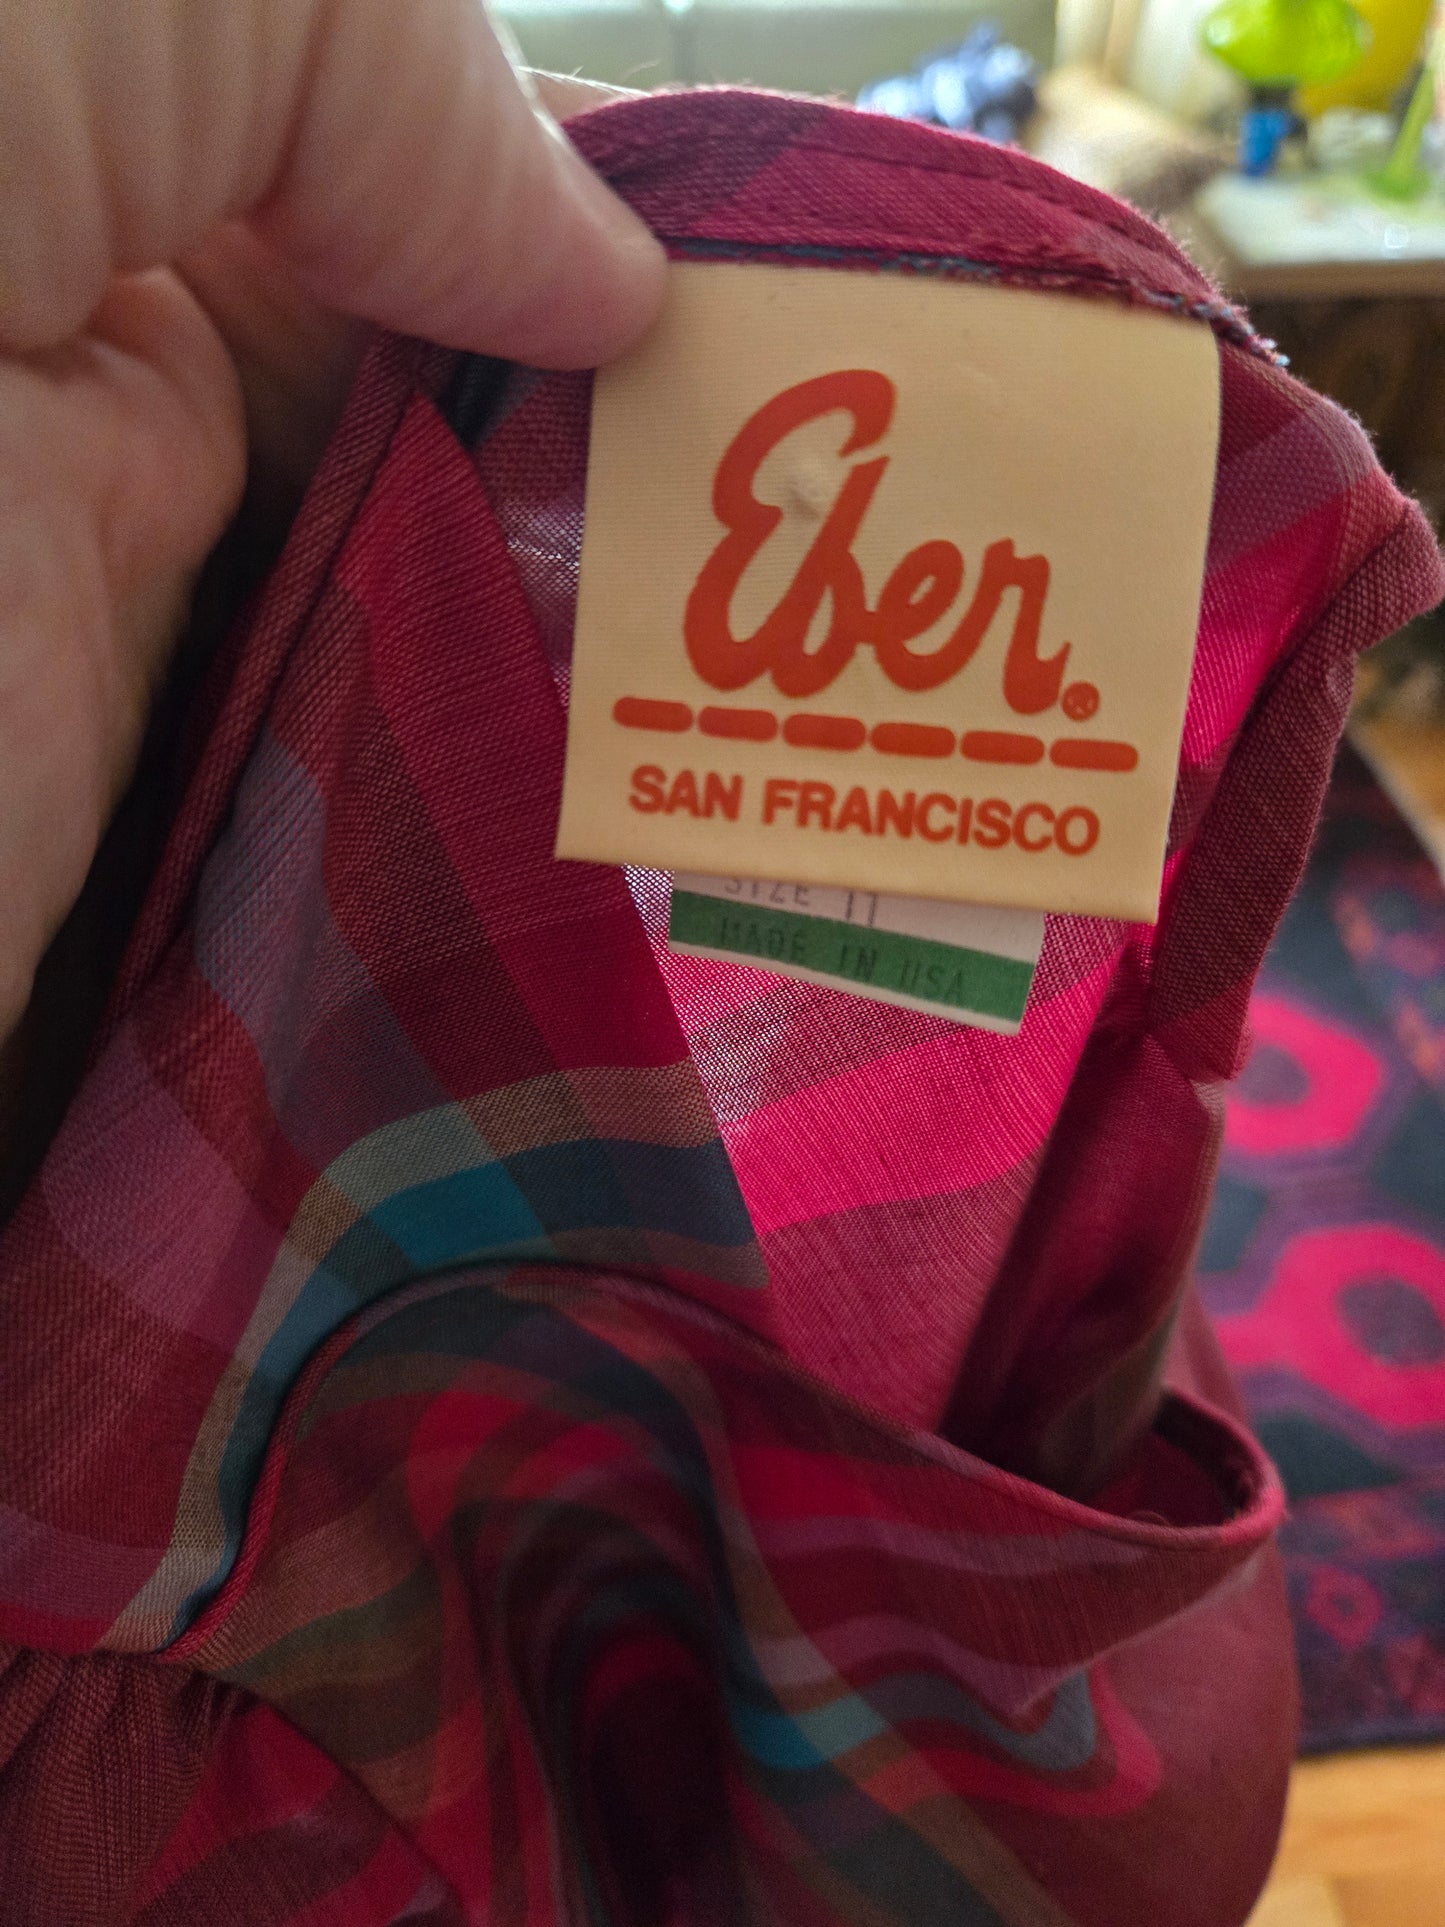 Eber®
SAN FRANCISCO
SIZE 11
MADE IN USA